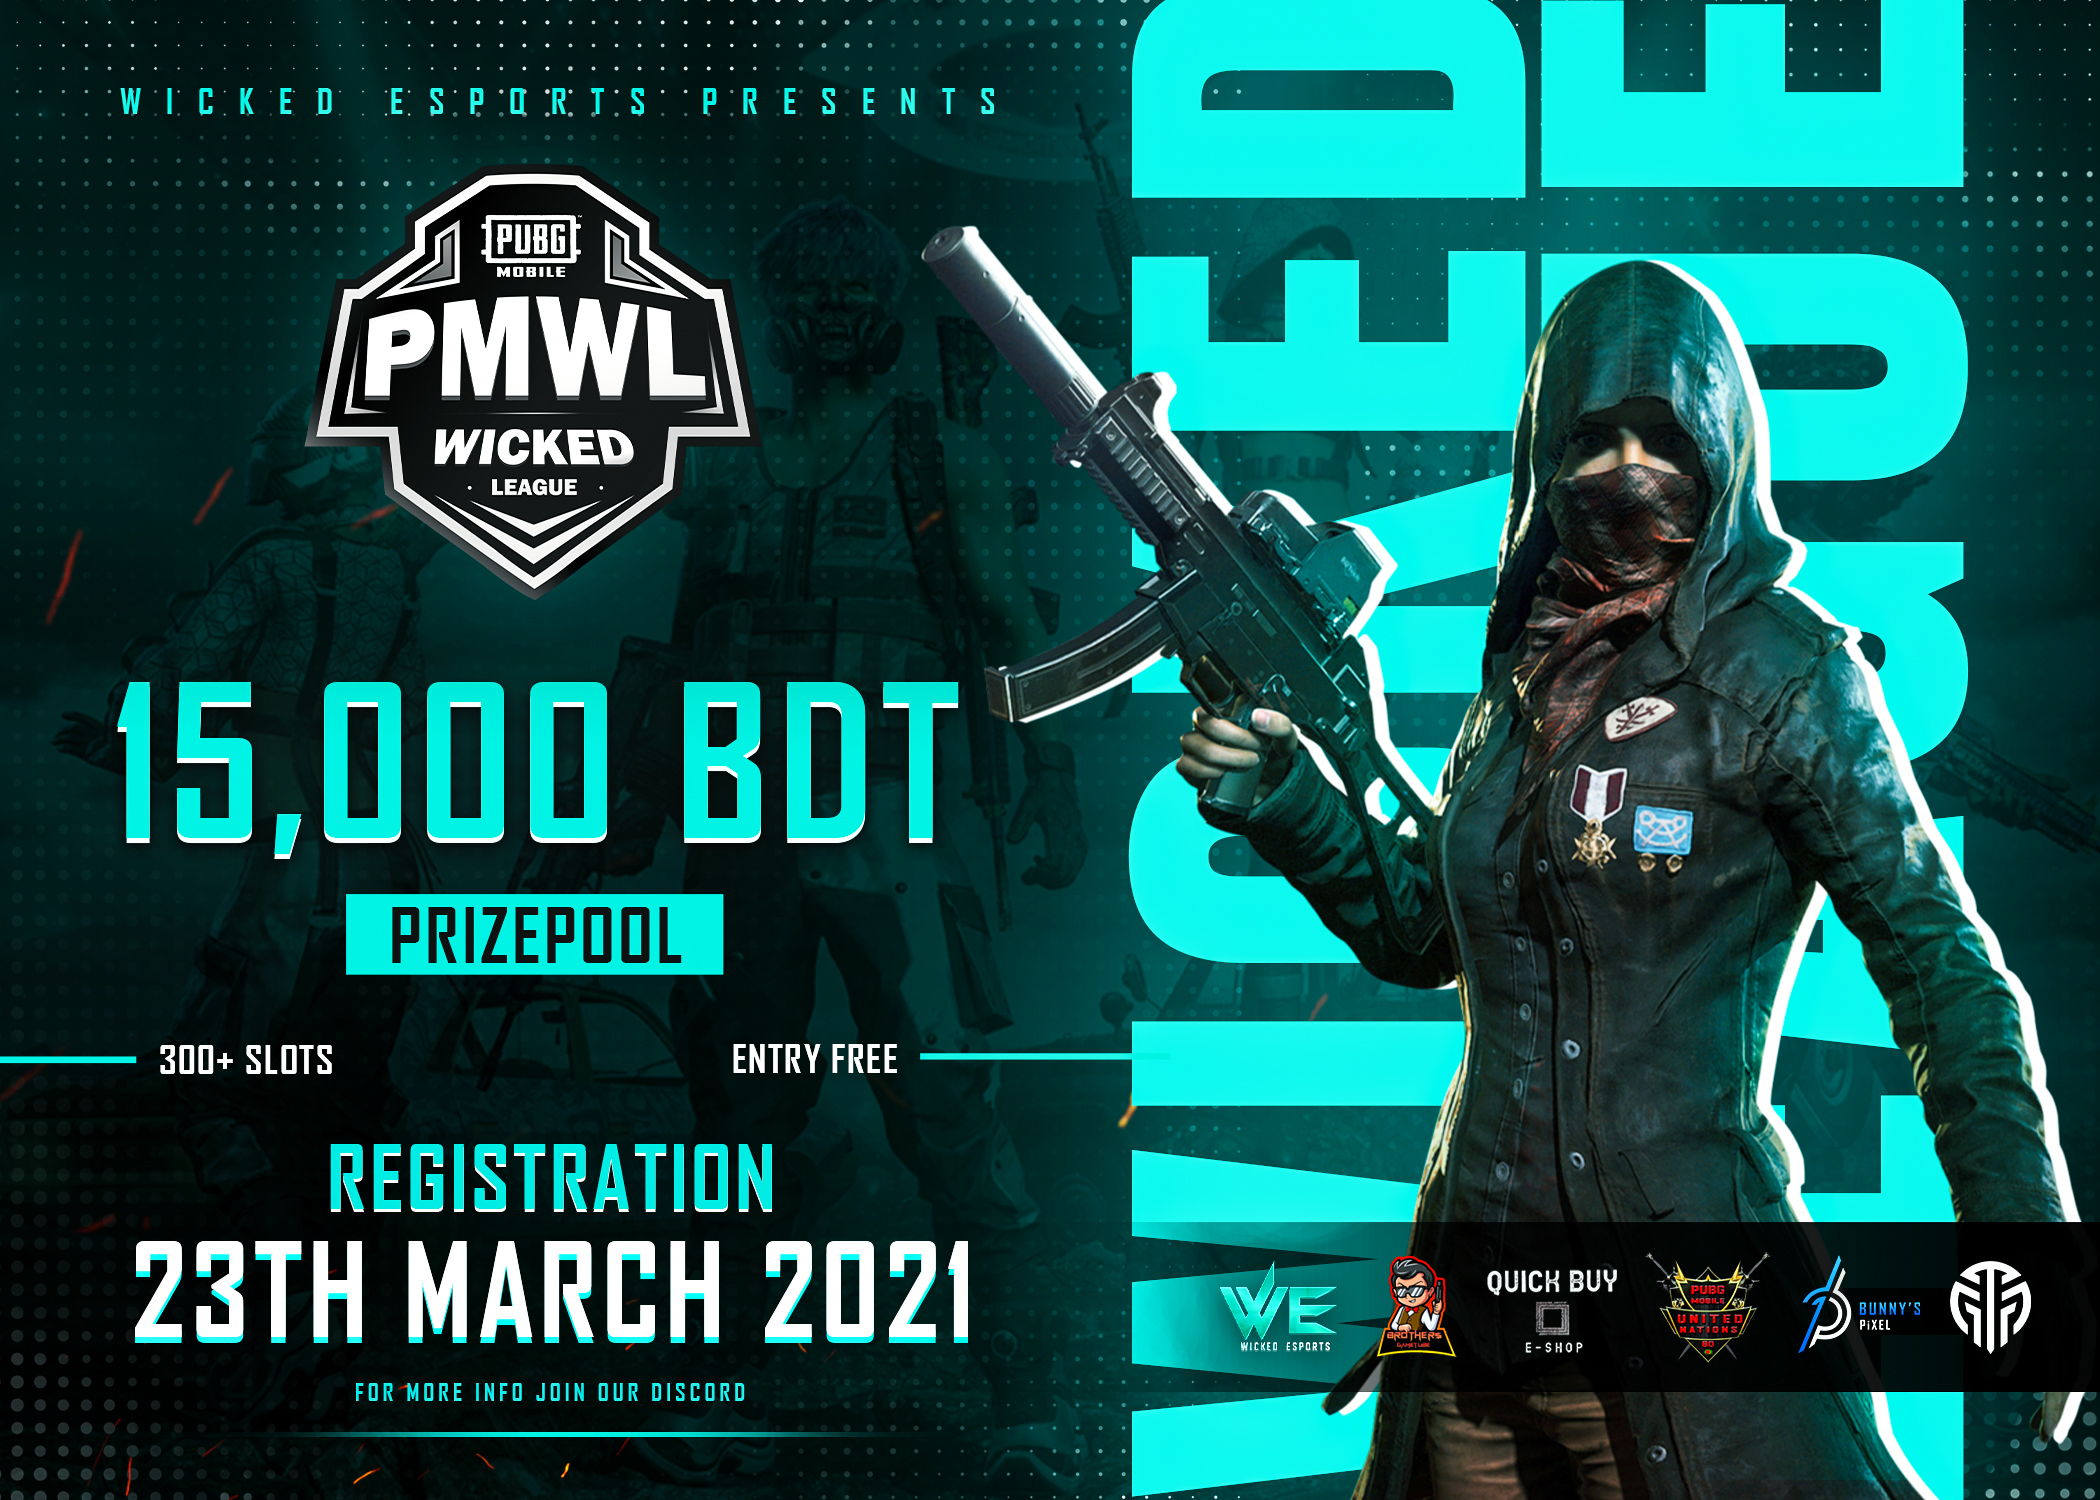 WICKED ESPORTS PRESENTS
PUBG
MOBILE
PMWL
WICKED
· LEAGUE ·
15,000 BDT
PRIZEPOOL
300+ SLOTS
ENTRY FREE
REGISTRATION
23TH MARCH 2021
FOR MORE INFO JOIN OUR DISCORD
WICKED
LEAGUE
WE
WICKED ESPORTS
BROTHERS
QUICK BUY
E-SHOP
PUBG
MOBILE
UNITED
NATIONS
BD
BUNNY'S
PiXEL